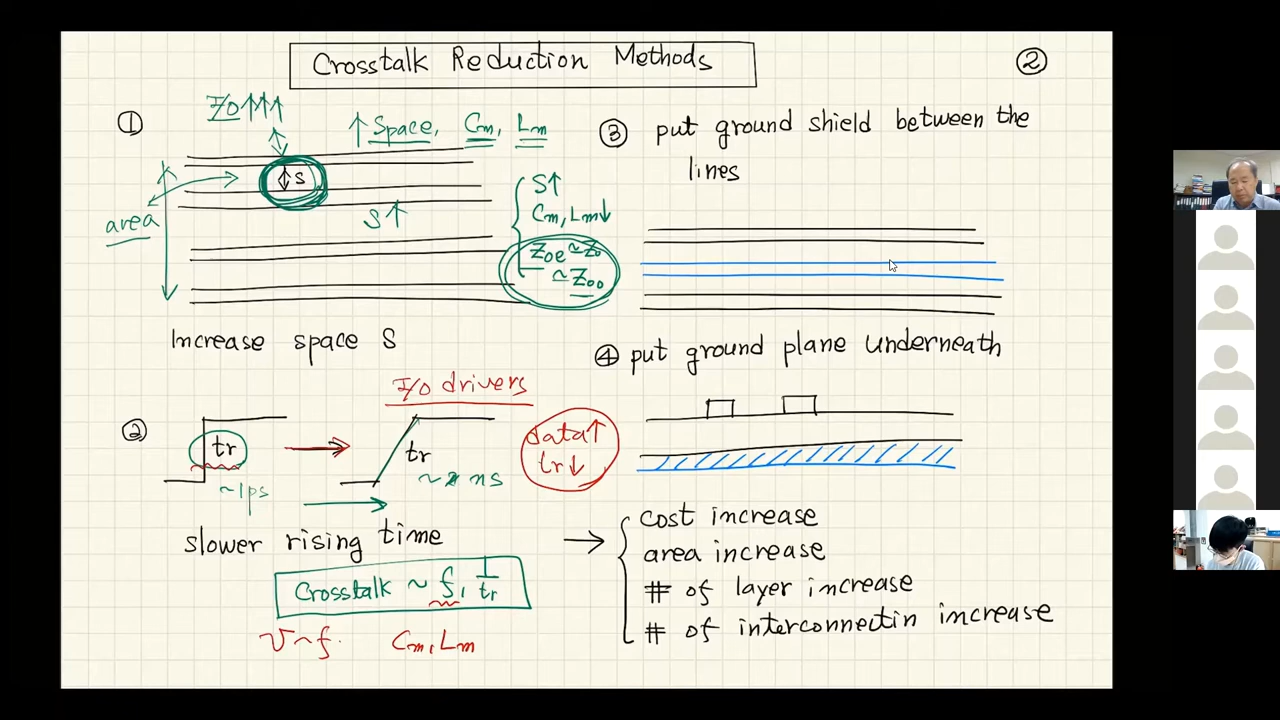 Crosstalk Reduction Methods
②
①
Zo↑↑↑
↑ Space, Cm, Lm
S
area
S↑
S↑
Cm, Lm↓
Zoe ≃ Zo
≃ Zoo
Increase space S
②
tr
~1ps
I/O drivers
tr
ns
data↑
tr↓
slower rising time
Crosstalk ~ f, 1/tr
V~f.
Cm, Lm
③ put ground shield between the
lines
④ put ground plane underneath
→ { cost increase
area increase
# of layer increase
# of interconnectin increase